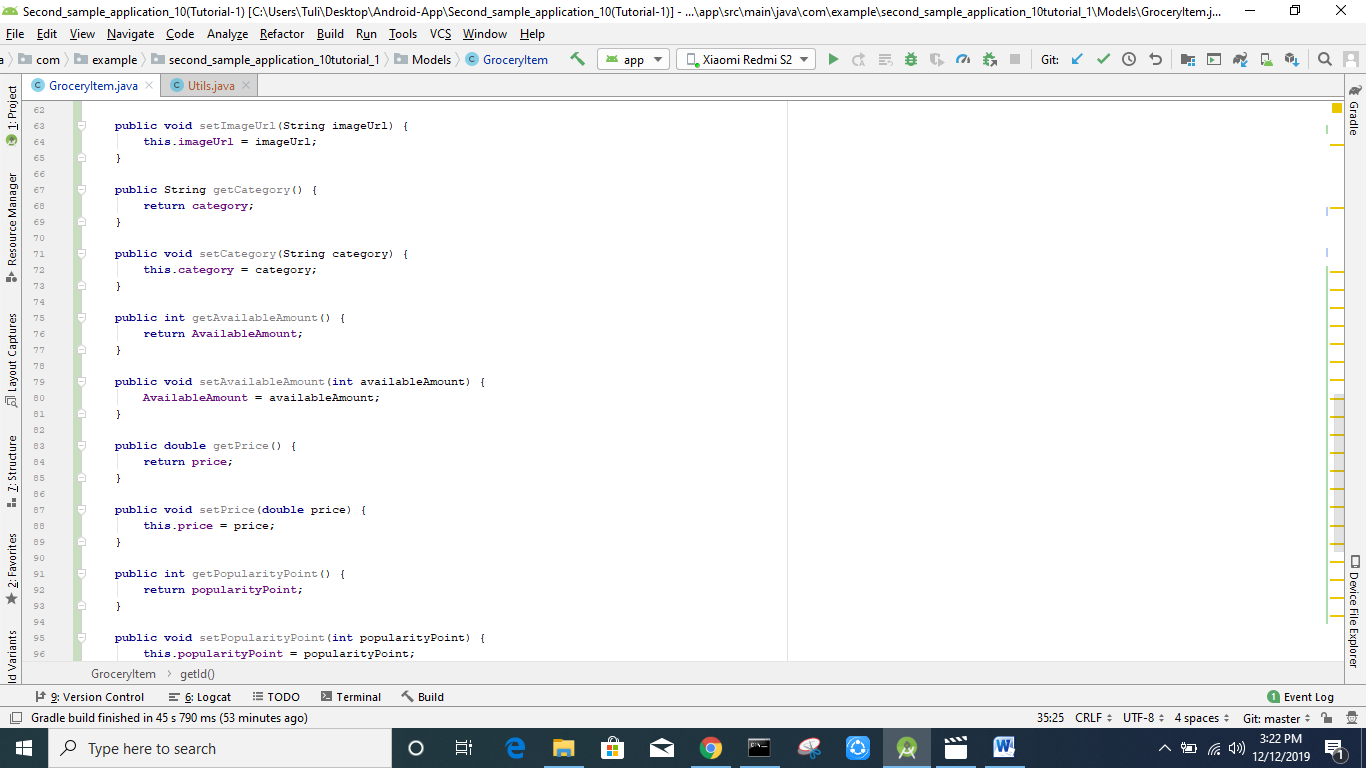 Second_sample_application_10(Tutorial-1) [C:\Users\Tuli\Desktop\Android-App\Second_sample_application_10(Tutorial-1)] - ...\app\src\main\java\com\example\second_sample_application_10tutorial_1\Models\GroceryItem.j...
File Edit View Navigate Code Analyze Refactor Build Run Tools VCS Window Help
a com example second_sample_application_10tutorial_1 Models GroceryItem app Xiaomi Redmi S2 Git:
GroceryItem.java Utils.java
1: Project
Resource Manager
Layout Captures
7: Structure
2: Favorites
ld Variants
62
63 public void setImageUrl(String imageUrl) {
64 this.imageUrl = imageUrl;
65 }
66
67 public String getCategory() {
68 return category;
69 }
70
71 public void setCategory(String category) {
72 this.category = category;
73 }
74
75 public int getAvailableAmount() {
76 return AvailableAmount;
77 }
78
79 public void setAvailableAmount(int availableAmount) {
80 AvailableAmount = availableAmount;
81 }
82
83 public double getPrice() {
84 return price;
85 }
86
87 public void setPrice(double price) {
88 this.price = price;
89 }
90
91 public int getPopularityPoint() {
92 return popularityPoint;
93 }
94
95 public void setPopularityPoint(int popularityPoint) {
96 this.popularityPoint = popularityPoint;
Gradle
Device File Explorer
GroceryItem getId()
9: Version Control 6: Logcat TODO Terminal Build 1 Event Log
Gradle build finished in 45 s 790 ms (53 minutes ago) 35:25 CRLF UTF-8 4 spaces Git: master
Type here to search
3:22 PM
12/12/2019
1